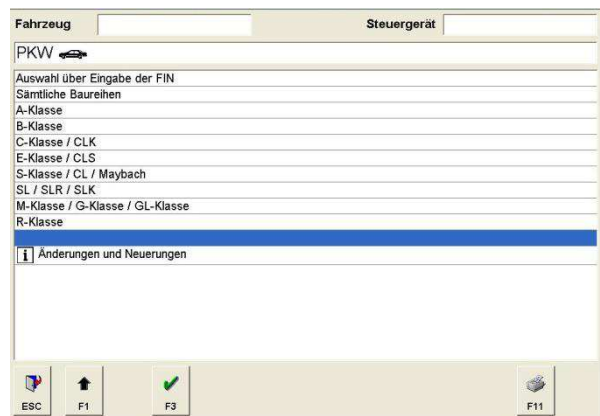 Fahrzeug Steuergerät
PKW
Auswahl über Eingabe der FIN
Sämtliche Baureihen
A-Klasse
B-Klasse
C-Klasse / CLK
E-Klasse / CLS
S-Klasse / CL / Maybach
SL / SLR / SLK
M-Klasse / G-Klasse / GL-Klasse
R-Klasse
i Änderungen und Neuerungen
ESC F1 F3 F11